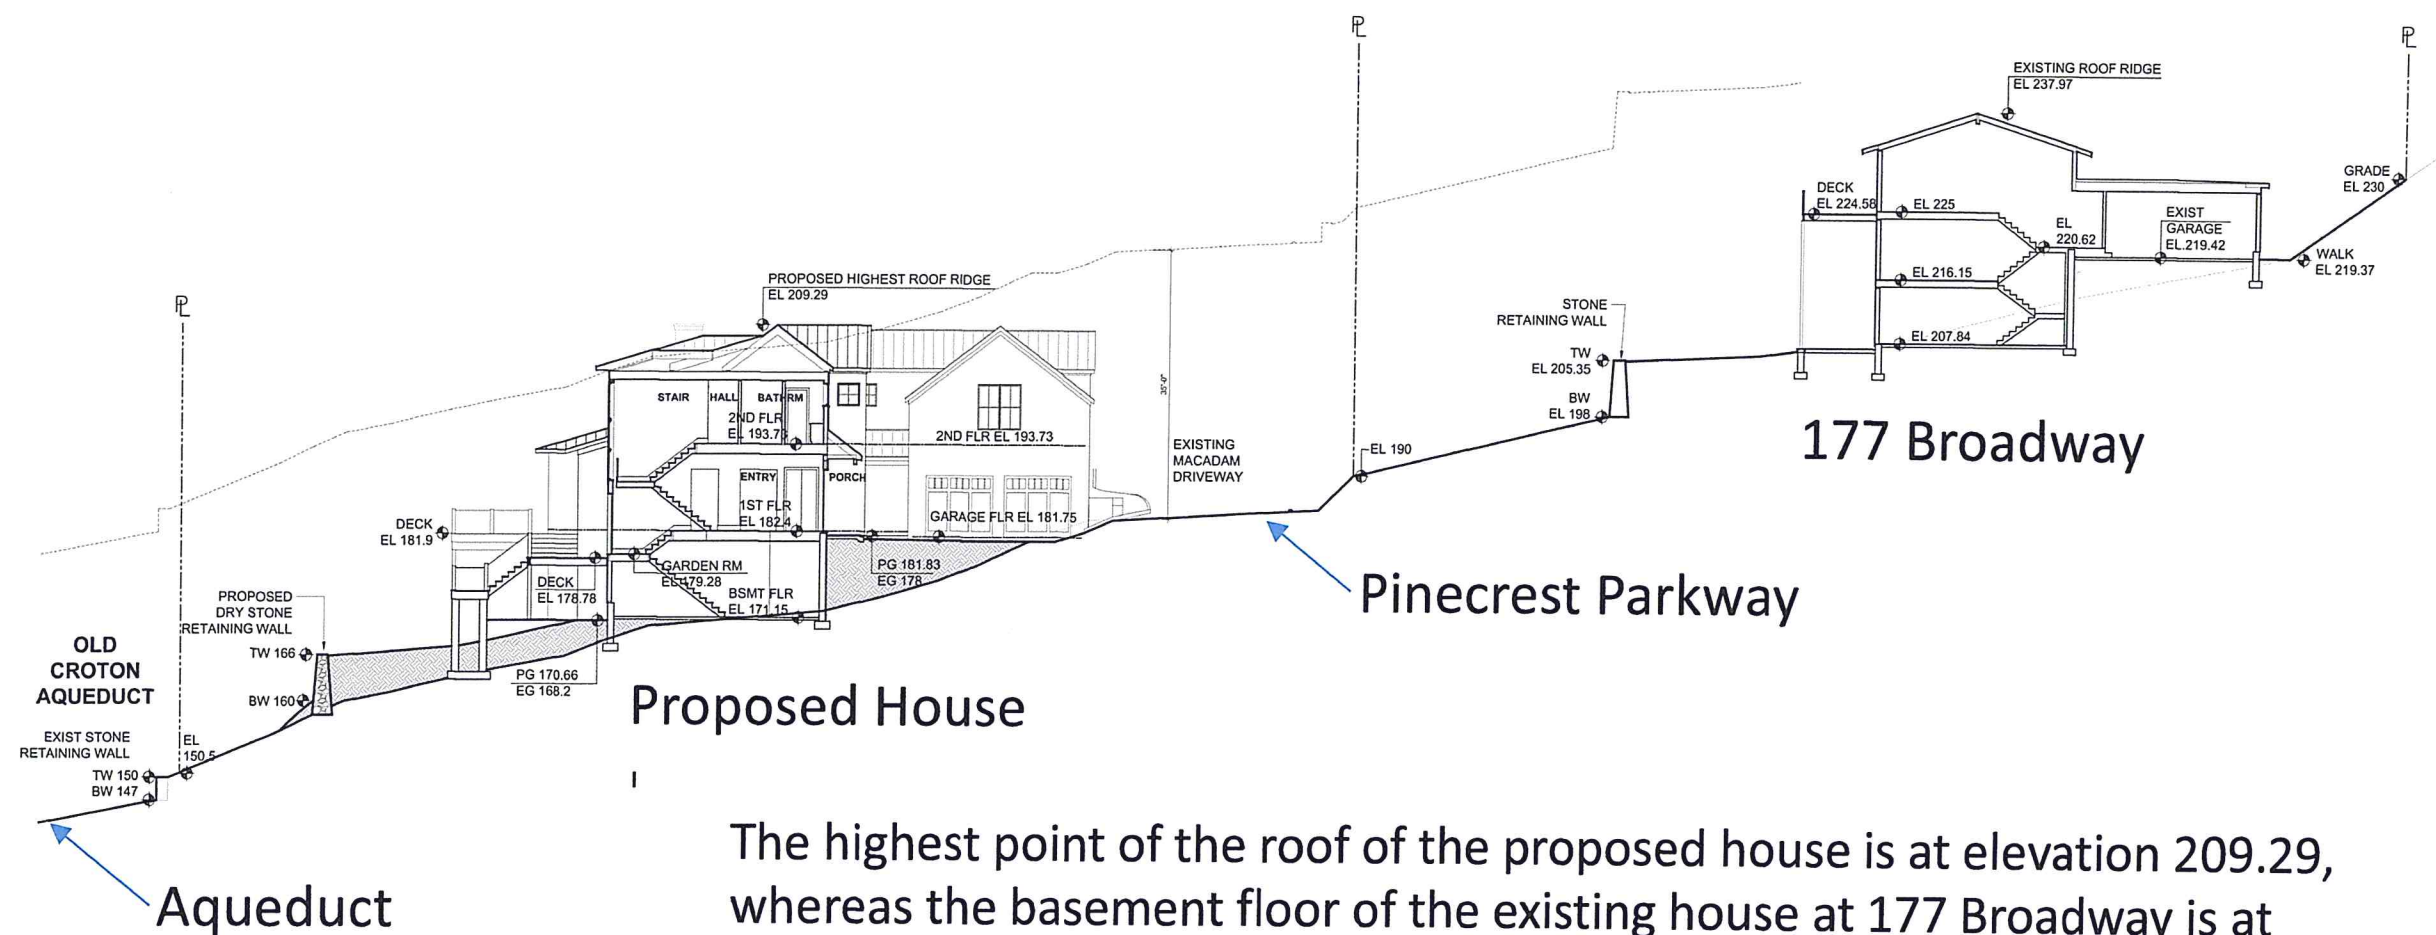 PL
PL
PL
EXISTING ROOF RIDGE
EL 237.97
GRADE
EL 230
DECK
EL 224.58
EL 225
EL
220.62
EXIST
GARAGE
EL.219.42
WALK
EL 219.37
EL 216.15
EL 207.84
STONE
RETAINING WALL
TW
EL 205.35
BW
EL 198
177 Broadway
PROPOSED HIGHEST ROOF RIDGE
EL 209.29
STAIR
HALL
BATHRM
2ND FLR
EL 193.73
2ND FLR EL 193.73
35'-0"
EXISTING
MACADAM
DRIVEWAY
EL 190
ENTRY
PORCH
1ST FLR
EL 182.4
GARAGE FLR EL 181.75
DECK
EL 181.9
GARDEN RM
EL 179.28
PG 181.83
EG 178
DECK
EL 178.78
BSMT FLR
EL 171.15
Pinecrest Parkway
PROPOSED
DRY STONE
RETAINING WALL
TW 166
BW 160
PG 170.66
EG 168.2
Proposed House
OLD
CROTON
AQUEDUCT
EXIST STONE
RETAINING WALL
EL
150.5
TW 150
BW 147
Aqueduct
The highest point of the roof of the proposed house is at elevation 209.29,
whereas the basement floor of the existing house at 177 Broadway is at